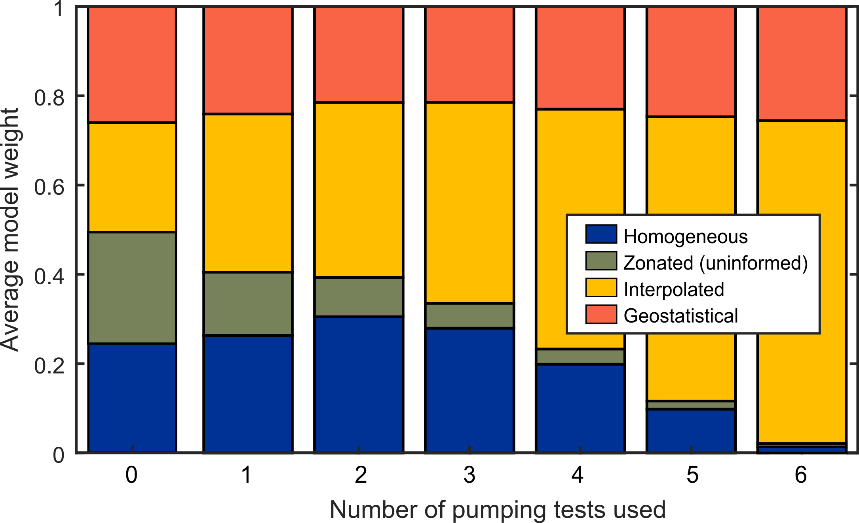 1
0.8
0.6
0.4
0.2
0
Average model weight
Homogeneous
Zonated (uninformed)
Interpolated
Geostatistical
0 1 2 3 4 5 6
Number of pumping tests used